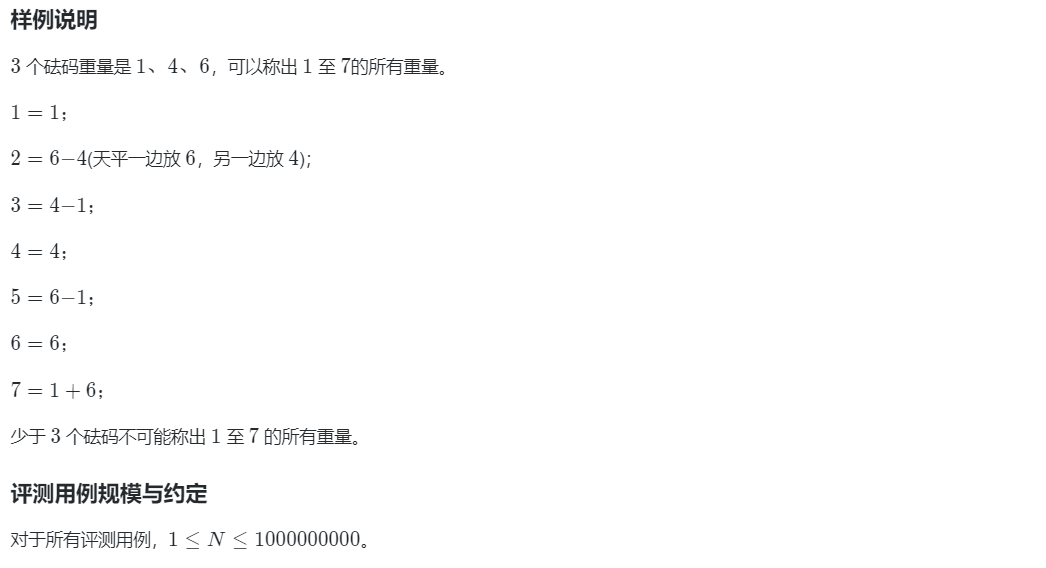 样例说明
3 个砝码重量是 1、4、6，可以称出 1 至 7的所有重量。
1 = 1；
2 = 6−4(天平一边放 6，另一边放 4)；
3 = 4−1；
4 = 4；
5 = 6−1；
6 = 6；
7 = 1 + 6；
少于 3 个砝码不可能称出 1 至 7 的所有重量。
评测用例规模与约定
对于所有评测用例，1 ≤ N ≤ 1000000000。